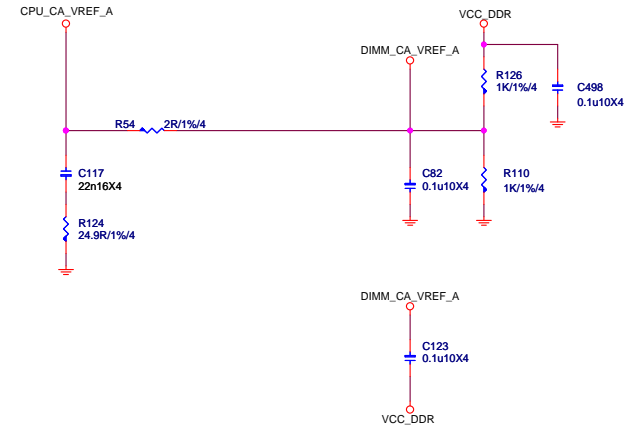 CPU_CA_VREF_A
VCC_DDR
DIMM_CA_VREF_A
R126
1K/1%/4
C498
0.1u10X4
R54
2R/1%/4
C117
22n16X4
C82
0.1u10X4
R110
1K/1%/4
R124
24.9R/1%/4
DIMM_CA_VREF_A
C123
0.1u10X4
VCC_DDR